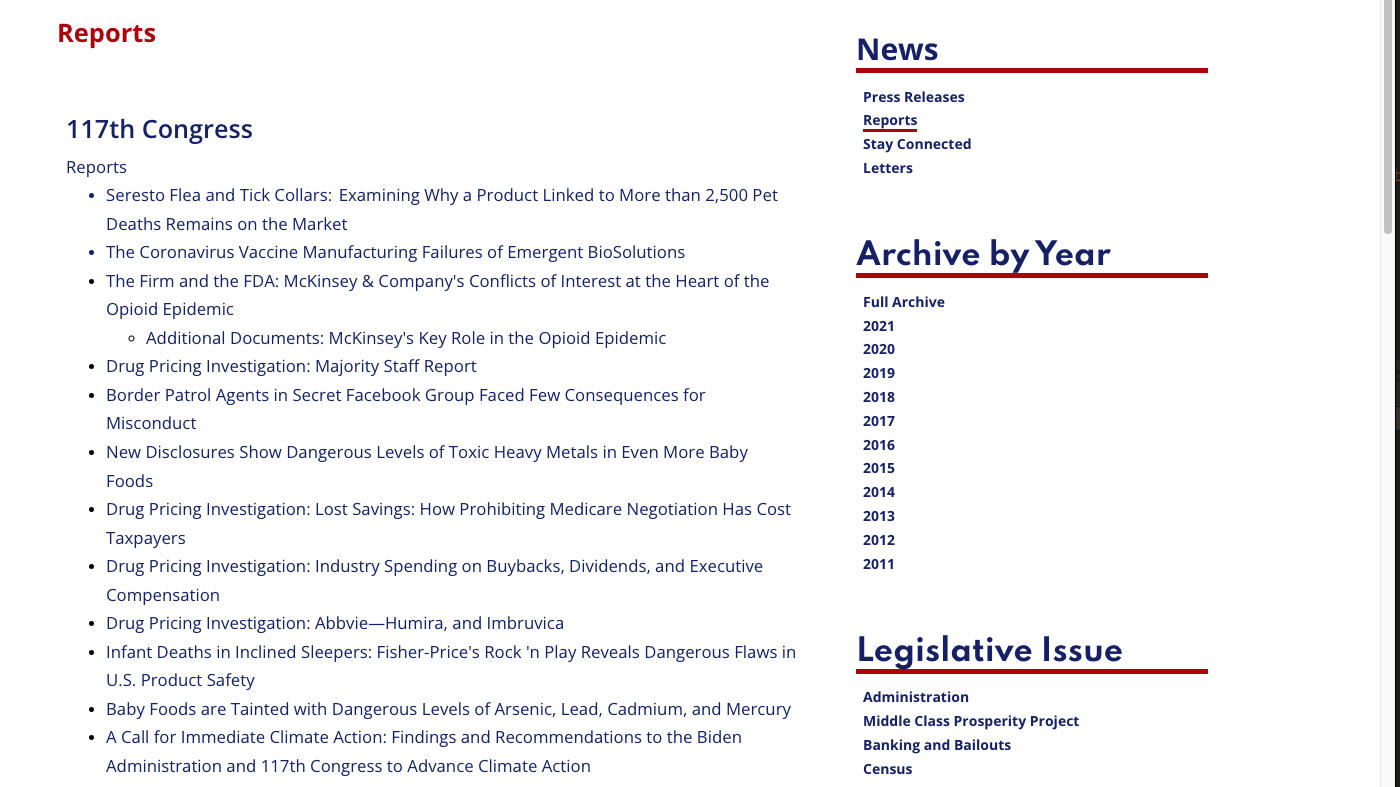 Reports
117th Congress
Reports
Seresto Flea and Tick Collars: Examining Why a Product Linked to More than 2,500 Pet
Deaths Remains on the Market
The Coronavirus Vaccine Manufacturing Failures of Emergent BioSolutions
The Firm and the FDA: McKinsey & Company's Conflicts of Interest at the Heart of the
Opioid Epidemic
Additional Documents: McKinsey's Key Role in the Opioid Epidemic
Drug Pricing Investigation: Majority Staff Report
Border Patrol Agents in Secret Facebook Group Faced Few Consequences for
Misconduct
New Disclosures Show Dangerous Levels of Toxic Heavy Metals in Even More Baby
Foods
Drug Pricing Investigation: Lost Savings: How Prohibiting Medicare Negotiation Has Cost
Taxpayers
Drug Pricing Investigation: Industry Spending on Buybacks, Dividends, and Executive
Compensation
Drug Pricing Investigation: Abbvie—Humira, and Imbruvica
Infant Deaths in Inclined Sleepers: Fisher-Price's Rock 'n Play Reveals Dangerous Flaws in
U.S. Product Safety
Baby Foods are Tainted with Dangerous Levels of Arsenic, Lead, Cadmium, and Mercury
A Call for Immediate Climate Action: Findings and Recommendations to the Biden
Administration and 117th Congress to Advance Climate Action
News
Press Releases
Reports
Stay Connected
Letters
Archive by Year
Full Archive
2021
2020
2019
2018
2017
2016
2015
2014
2013
2012
2011
Legislative Issue
Administration
Middle Class Prosperity Project
Banking and Bailouts
Census